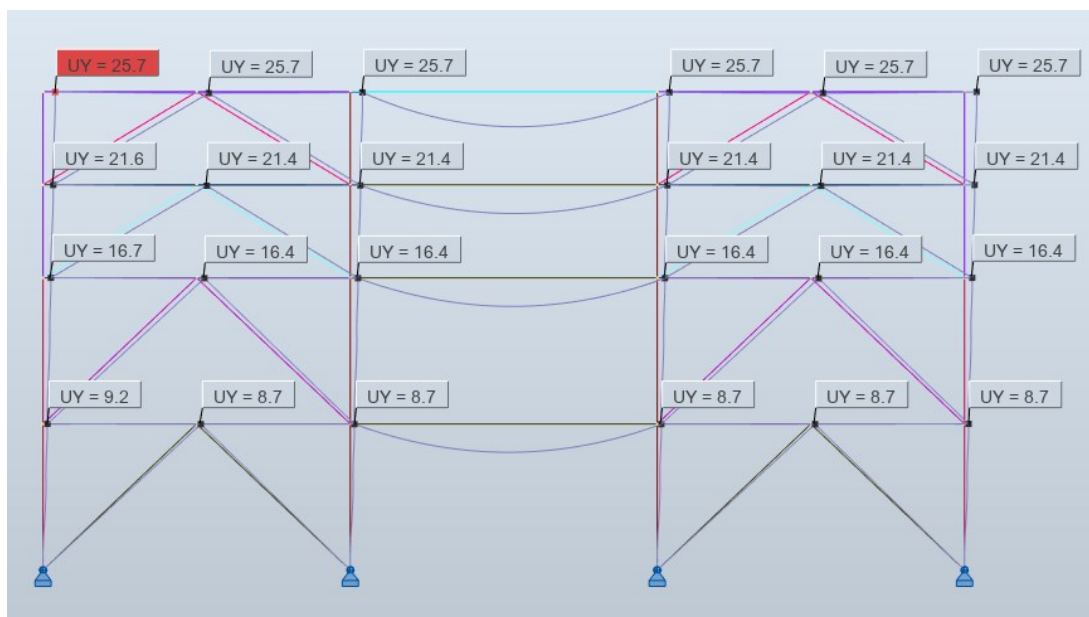 UY = 25.7
UY = 25.7
UY = 25.7
UY = 25.7
UY = 25.7
UY = 25.7
UY = 21.6
UY = 21.4
UY = 21.4
UY = 21.4
UY = 21.4
UY = 21.4
UY = 16.7
UY = 16.4
UY = 16.4
UY = 16.4
UY = 16.4
UY = 16.4
UY = 9.2
UY = 8.7
UY = 8.7
UY = 8.7
UY = 8.7
UY = 8.7